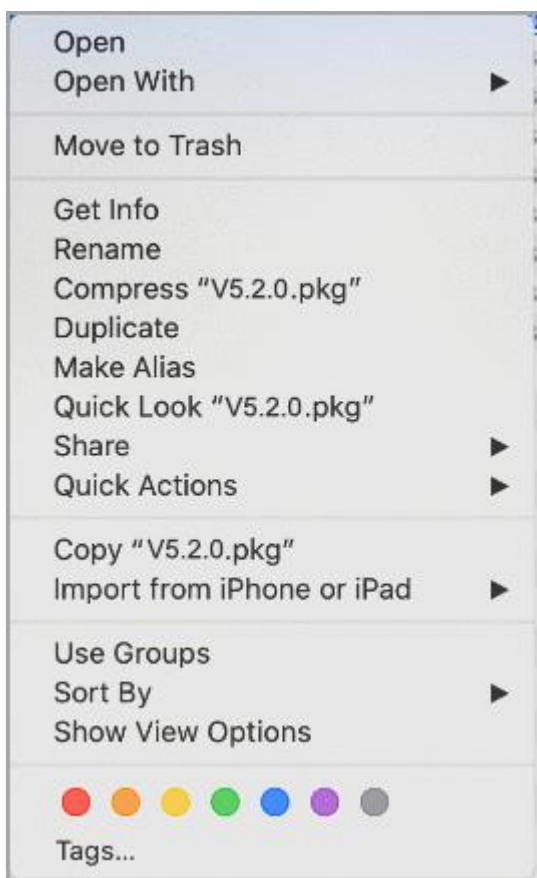 Open
Open With
Move to Trash
Get Info
Rename
Compress “V5.2.0.pkg”
Duplicate
Make Alias
Quick Look “V5.2.0.pkg”
Share
Quick Actions
Copy “V5.2.0.pkg”
Import from iPhone or iPad
Use Groups
Sort By
Show View Options
Tags...